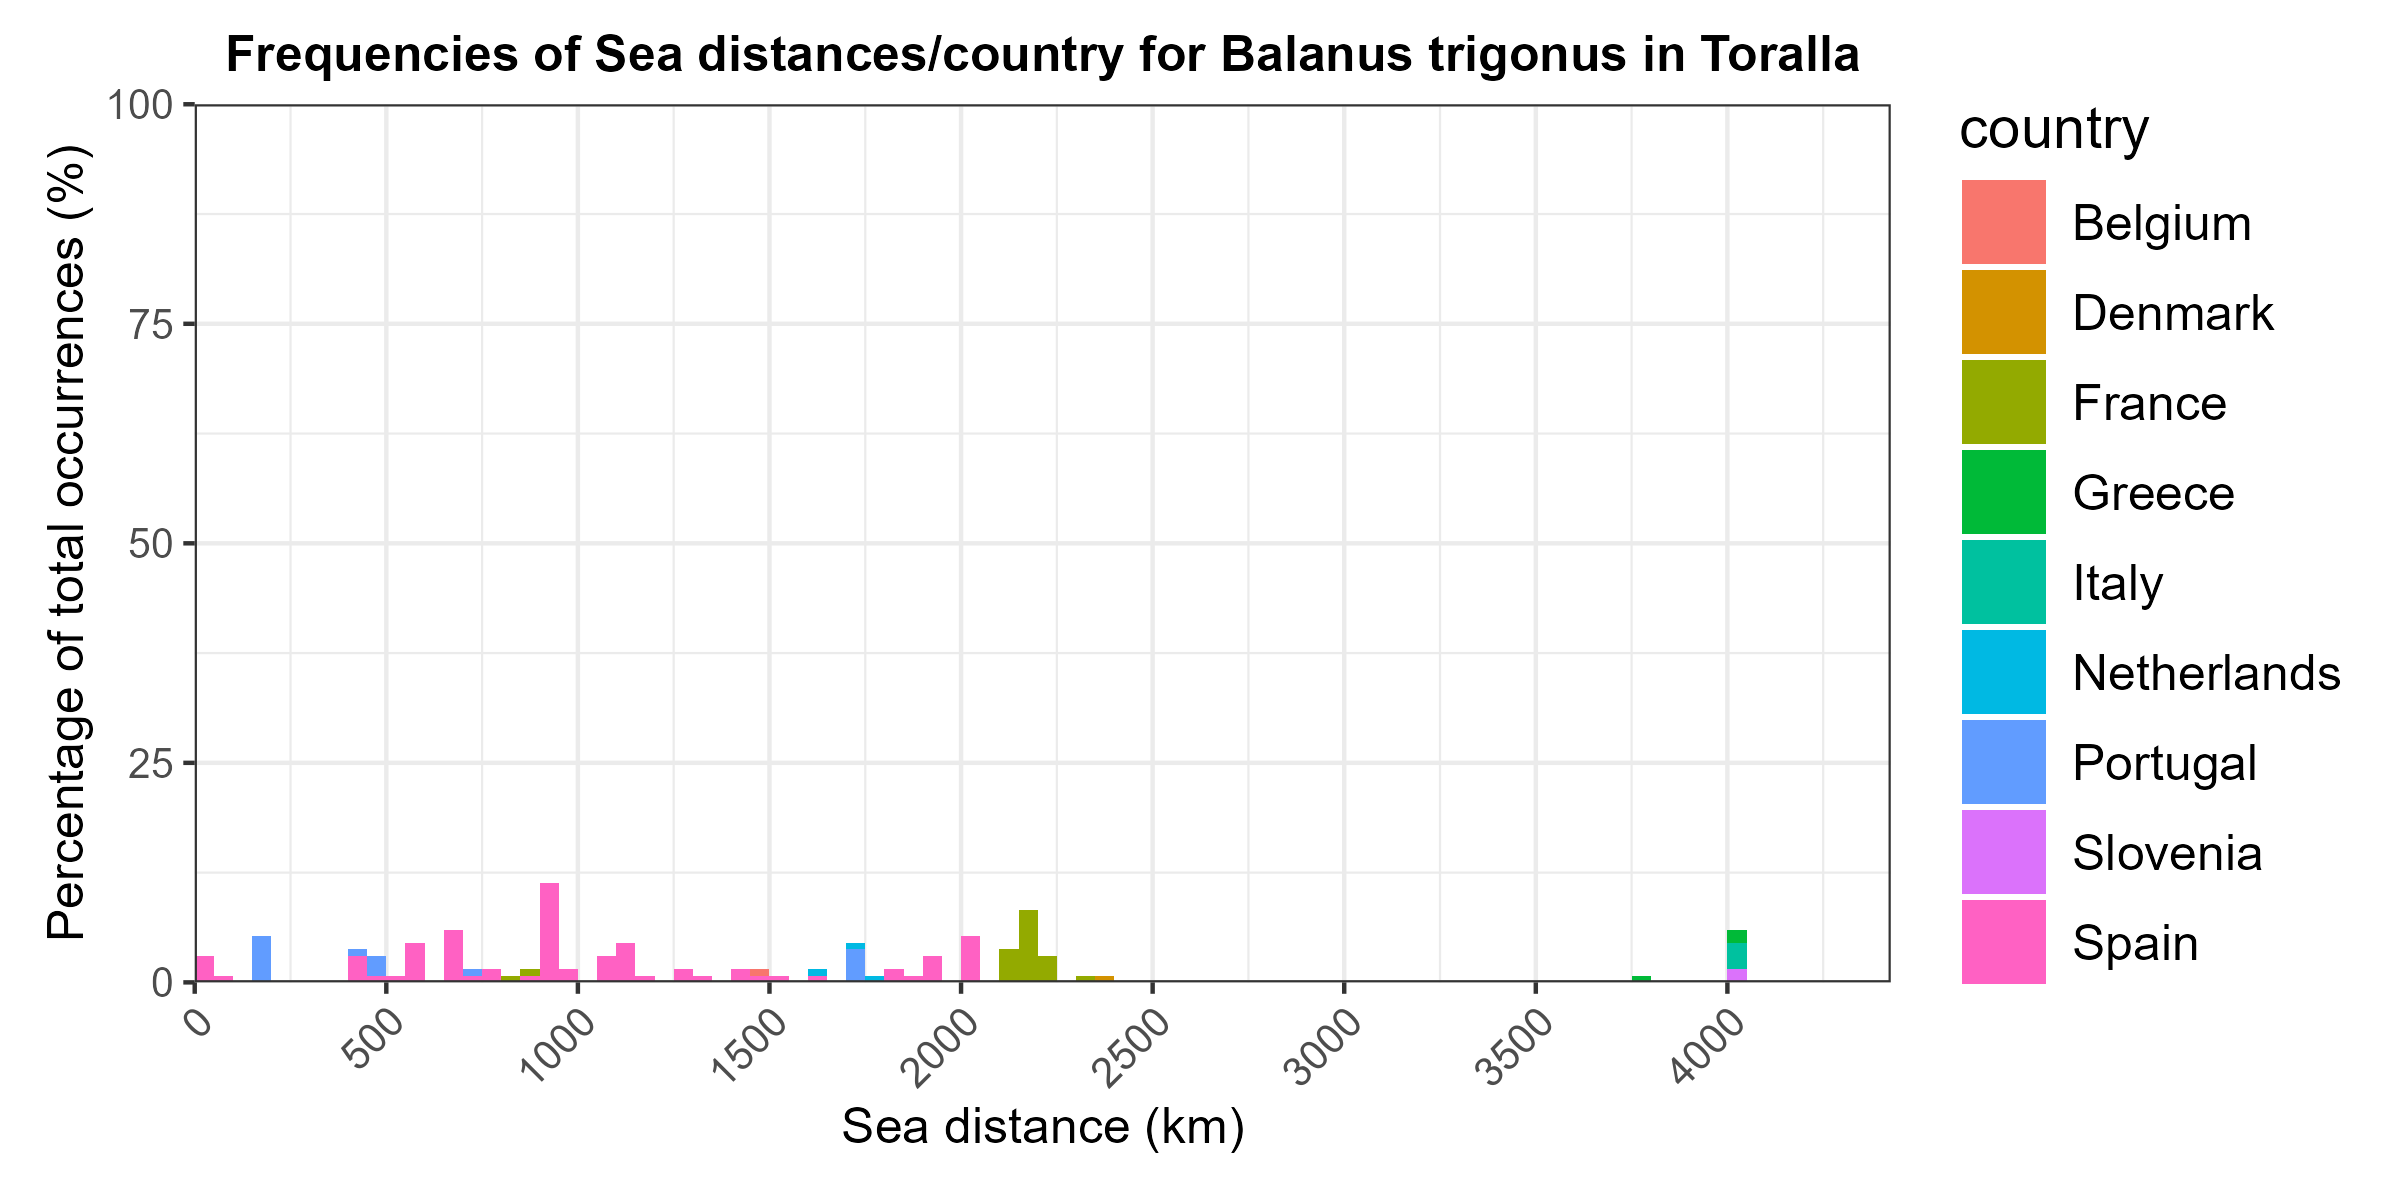 Frequencies of Sea distances/country for Balanus trigonus in Toralla
Percentage of total occurrences (%)
100
75
50
25
0
0
500
1000
1500
2000
2500
3000
3500
4000
Sea distance (km)
country
Belgium
Denmark
France
Greece
Italy
Netherlands
Portugal
Slovenia
Spain